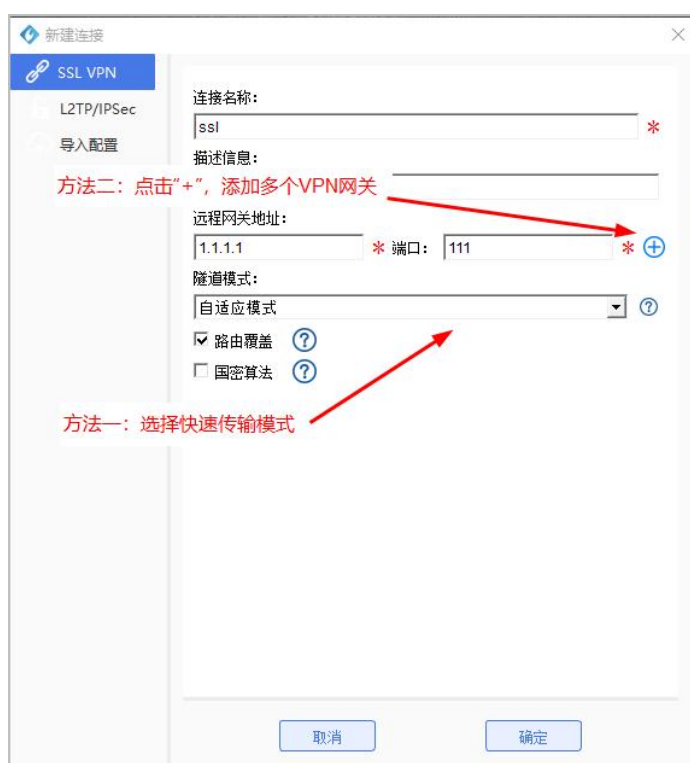 新建连接
SSL VPN
L2TP/IPSec
导入配置
连接名称：
ssl *
描述信息：
方法二：点击“+”，添加多个VPN网关
远程网关地址：
1.1.1.1 * 端口： 111 *
隧道模式：
自适应模式
路由覆盖
国密算法
方法一：选择快速传输模式
取消 确定